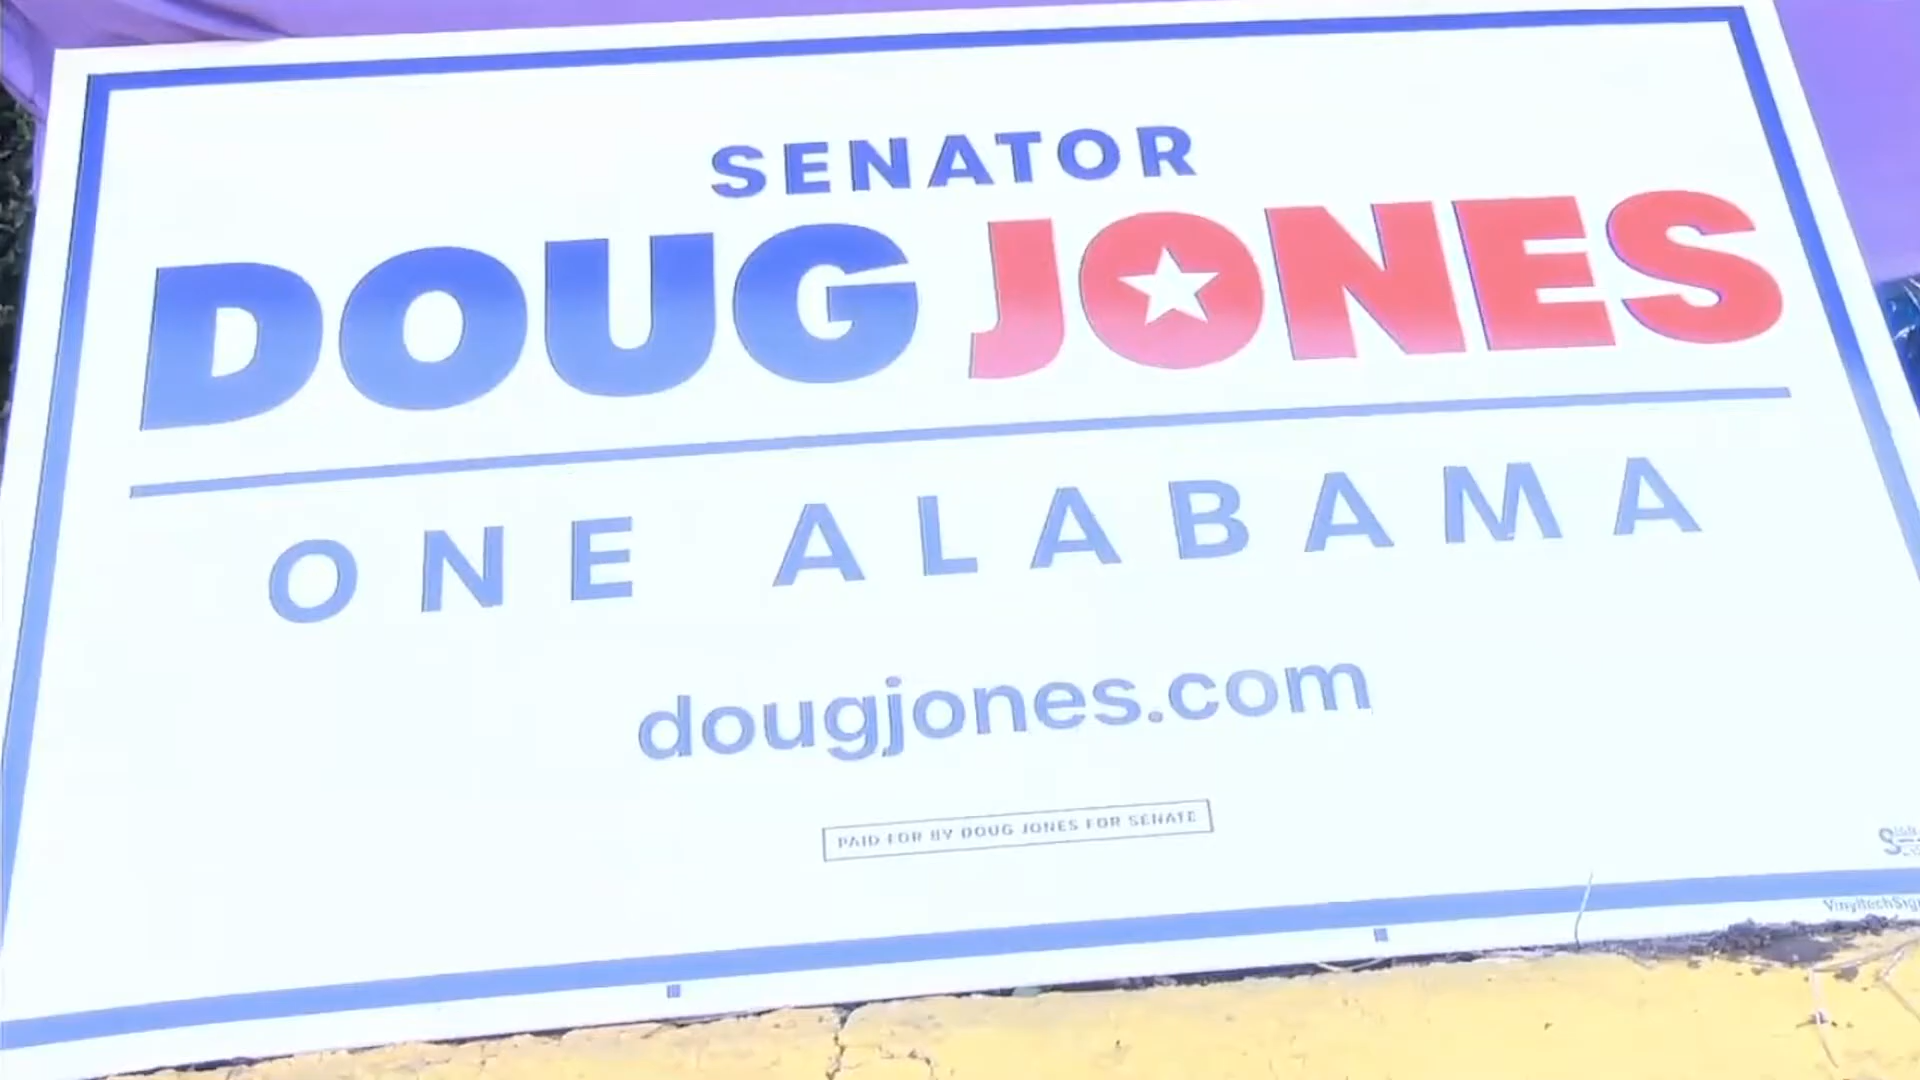 SENATOR
DOUG JONES
ONE ALABAMA
dougjones.com
PAID FOR BY DOUG JONES FOR SENATE